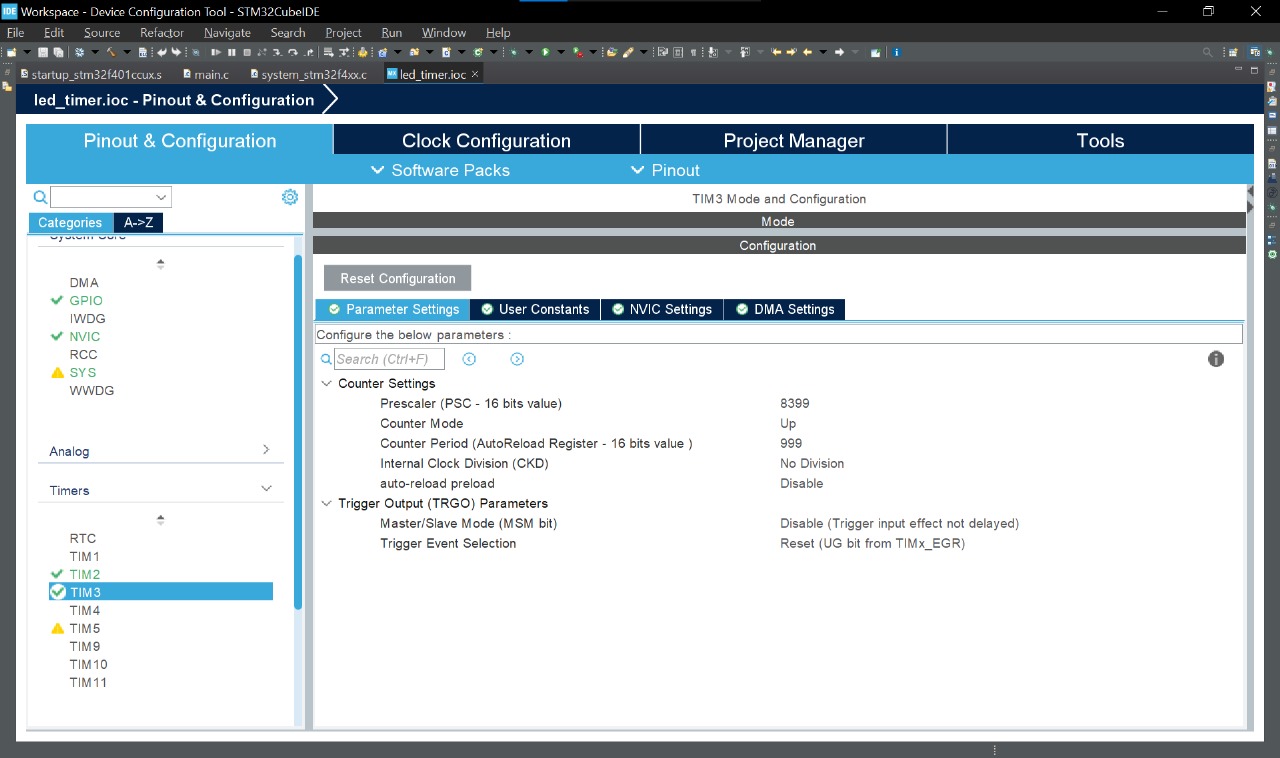 IDE Workspace - Device Configuration Tool - STM32CubeIDE
File Edit Source Refactor Navigate Search Project Run Window Help
startup_stm32f401ccux.s main.c system_stm32f4xx.c MX led_timer.ioc
led_timer.ioc - Pinout & Configuration
Pinout & Configuration Clock Configuration Project Manager Tools
Software Packs Pinout
Categories A->Z
System Core
DMA
GPIO
IWDG
NVIC
RCC
SYS
WWDG
Analog
Timers
RTC
TIM1
TIM2
TIM3
TIM4
TIM5
TIM9
TIM10
TIM11
TIM3 Mode and Configuration
Mode
Configuration
Reset Configuration
Parameter Settings User Constants NVIC Settings DMA Settings
Configure the below parameters :
Search (Ctrl+F)
Counter Settings
Prescaler (PSC - 16 bits value) 8399
Counter Mode Up
Counter Period (AutoReload Register - 16 bits value ) 999
Internal Clock Division (CKD) No Division
auto-reload preload Disable
Trigger Output (TRGO) Parameters
Master/Slave Mode (MSM bit) Disable (Trigger input effect not delayed)
Trigger Event Selection Reset (UG bit from TIMx_EGR)